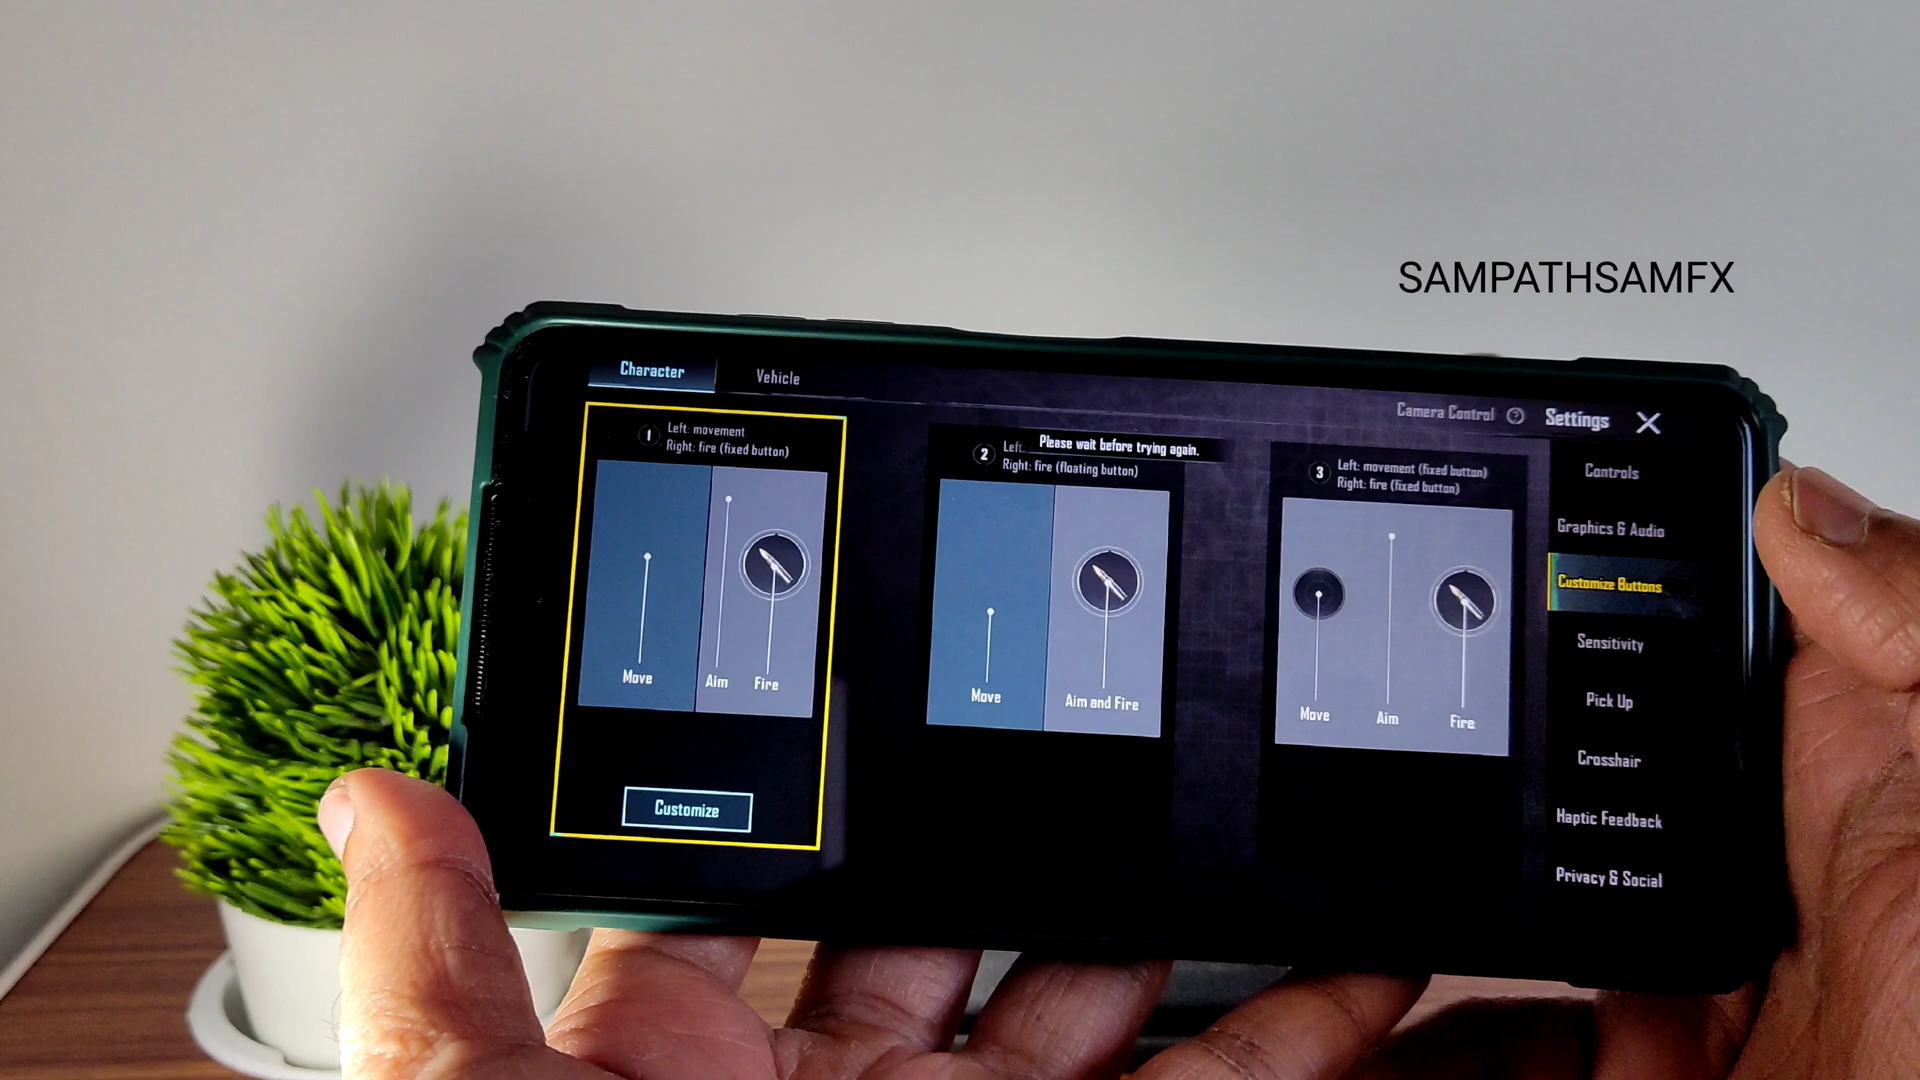 SAMPATHSAMFX
Character
Vehicle
Camera Control ?
Settings
1
Left: movement
Right: fire (fixed button)
Move
Aim
Fire
Customize
Please wait before trying again.
2
Left:
Right: fire (floating button)
Move
Aim and Fire
3
Left: movement (fixed button)
Right: fire (fixed button)
Move
Aim
Fire
Controls
Graphics & Audio
Customize Buttons
Sensitivity
Pick Up
Crosshair
Haptic Feedback
Privacy & Social